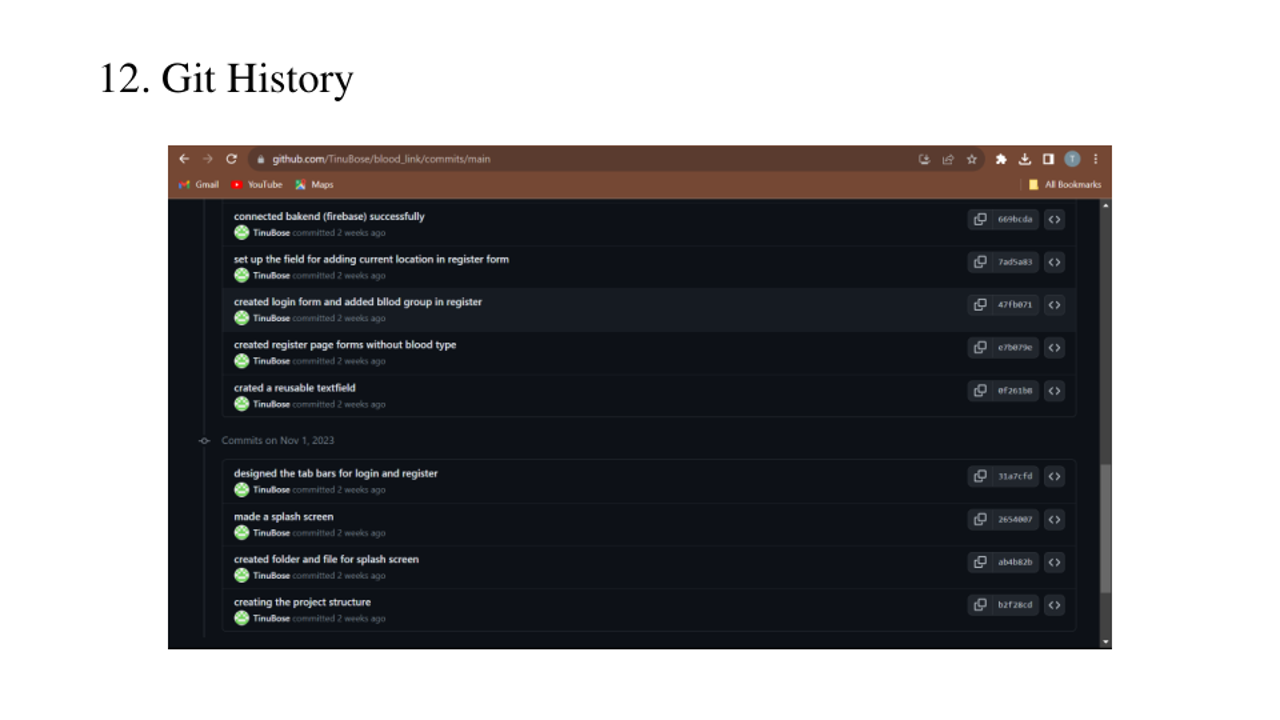 12. Git History
github.com/TinuBose/blood_link/commits/main
T
Gmail YouTube Maps All Bookmarks
connected bakend (firebase) successfully
669bcda
TinuBose committed 2 weeks ago
set up the field for adding current location in register form
7ad5a83
TinuBose committed 2 weeks ago
created login form and added bllod group in register
47fb071
TinuBose committed 2 weeks ago
created register page forms without blood type
e7b079e
TinuBose committed 2 weeks ago
crated a reusable textfield
TinuBose committed 2 weeks ago
Commits on Nov 1, 2023
designed the tab bars for login and register
31a7cfd
TinuBose committed 2 weeks ago
made a splash screen
2654007
TinuBose committed 2 weeks ago
created folder and file for splash screen
ab4b82b
TinuBose committed 2 weeks ago
creating the project structure
b2f28cd
TinuBose committed 2 weeks ago